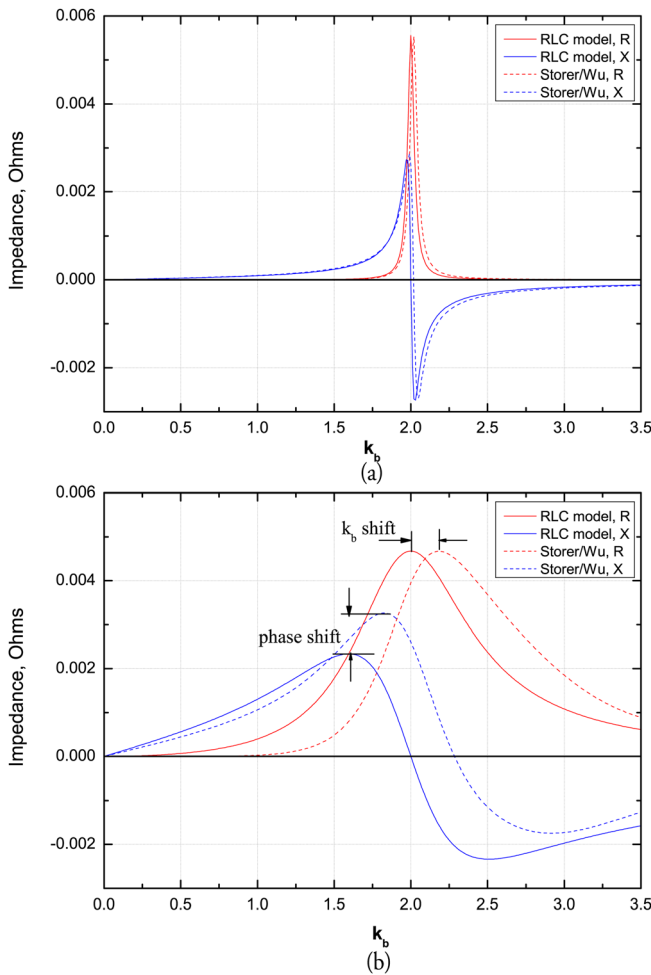 0.006
0.004
0.002
0.000
-0.002
Impedance, Ohms
RLC model, R
RLC model, X
Storer/Wu, R
Storer/Wu, X
0.0 0.5 1.0 1.5 2.0 2.5 3.0 3.5
k_b
(a)
0.006
0.004
0.002
0.000
-0.002
Impedance, Ohms
RLC model, R
RLC model, X
Storer/Wu, R
Storer/Wu, X
k_b shift
phase shift
0.0 0.5 1.0 1.5 2.0 2.5 3.0 3.5
k_b
(b)